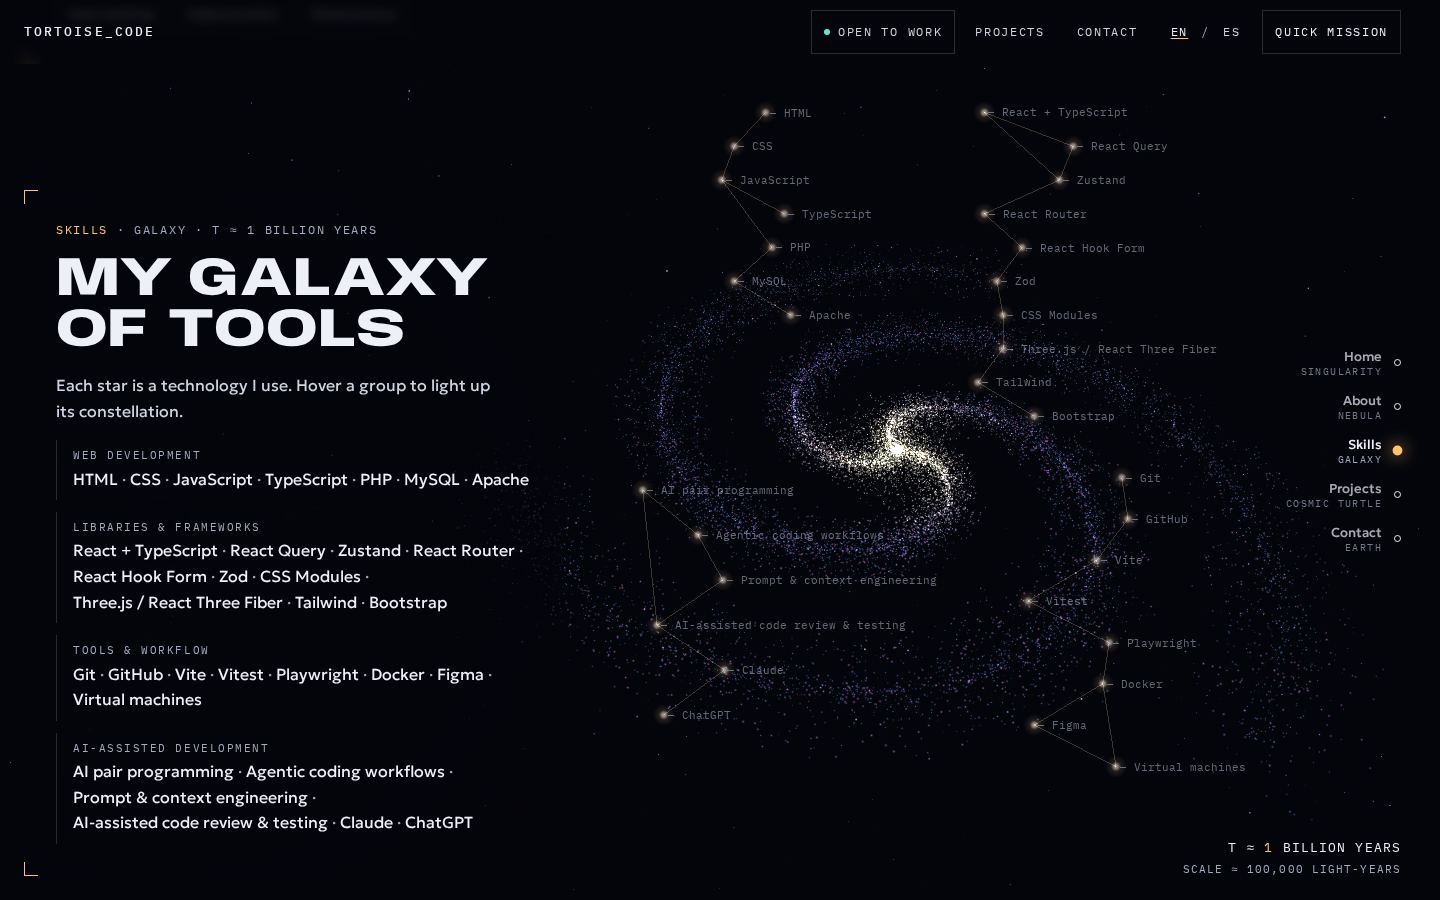 TORTOISE_CODE
OPEN TO WORK
PROJECTS
CONTACT
EN / ES
QUICK MISSION
SKILLS · GALAXY · T ≈ 1 BILLION YEARS
MY GALAXY
OF TOOLS
Each star is a technology I use. Hover a group to light up
its constellation.
WEB DEVELOPMENT
HTML · CSS · JavaScript · TypeScript · PHP · MySQL · Apache
LIBRARIES & FRAMEWORKS
React + TypeScript · React Query · Zustand · React Router ·
React Hook Form · Zod · CSS Modules ·
Three.js / React Three Fiber · Tailwind · Bootstrap
TOOLS & WORKFLOW
Git · GitHub · Vite · Vitest · Playwright · Docker · Figma ·
Virtual machines
AI-ASSISTED DEVELOPMENT
AI pair programming · Agentic coding workflows ·
Prompt & context engineering ·
AI-assisted code review & testing · Claude · ChatGPT
HTML
CSS
JavaScript
TypeScript
PHP
MySQL
Apache
React + TypeScript
React Query
Zustand
React Router
React Hook Form
Zod
CSS Modules
Three.js / React Three Fiber
Tailwind
Bootstrap
AI pair programming
Agentic coding workflows
Prompt & context engineering
AI-assisted code review & testing
Claude
ChatGPT
Git
GitHub
Vite
Vitest
Playwright
Docker
Figma
Virtual machines
Home
SINGULARITY
About
NEBULA
Skills
GALAXY
Projects
COSMIC TURTLE
Contact
EARTH
T ≈ 1 BILLION YEARS
SCALE ≈ 100,000 LIGHT-YEARS